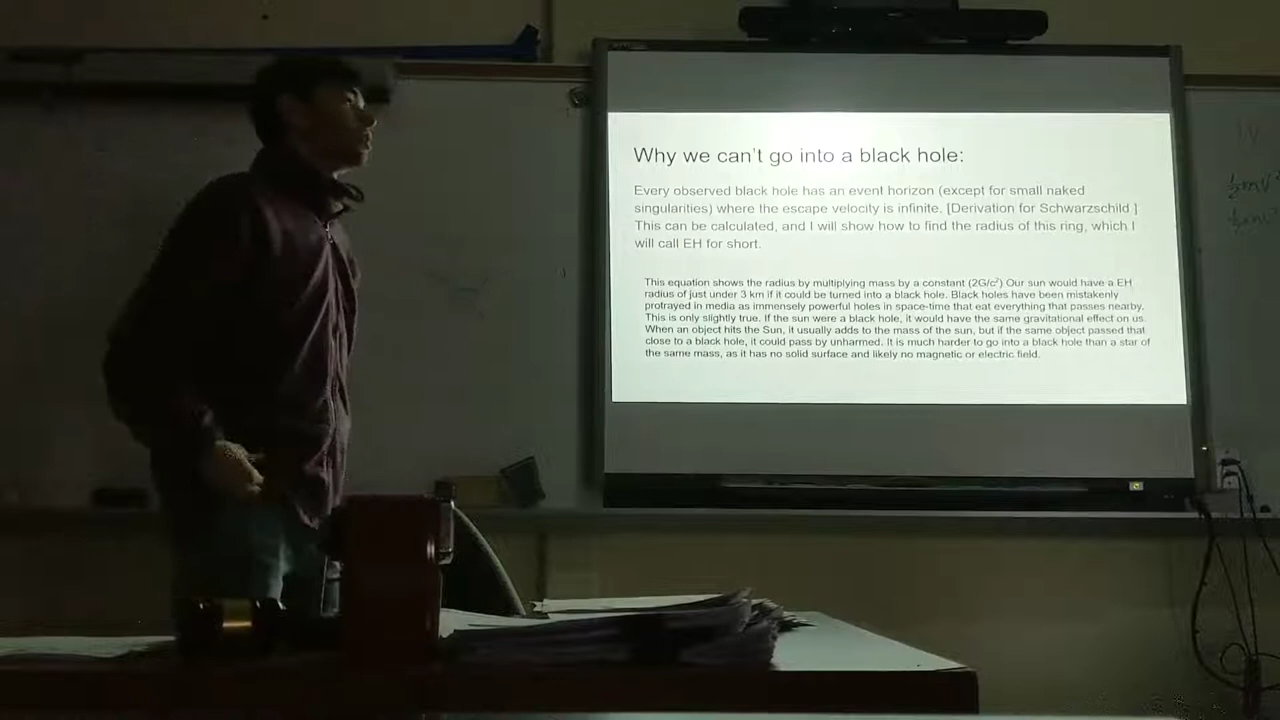 Why we can't go into a black hole:
Every observed black hole has an event horizon (except for small naked
singularities) where the escape velocity is infinite. [Derivation for Schwarzschild ]
This can be calculated, and I will show how to find the radius of this ring, which I
will call EH for short.
This equation shows the radius by multiplying mass by a constant (2G/c²) Our sun would have a EH
radius of just under 3 km if it could be turned into a black hole. Black holes have been mistakenly
protrayed in media as immensely powerful holes in space-time that eat everything that passes nearby.
This is only slightly true. If the sun were a black hole, it would have the same gravitational effect on us.
When an object hits the Sun, it usually adds to the mass of the sun, but if the same object passed that
close to a black hole, it could pass by unharmed. It is much harder to go into a black hole than a star of
the same mass, as it has no solid surface and likely no magnetic or electric field.